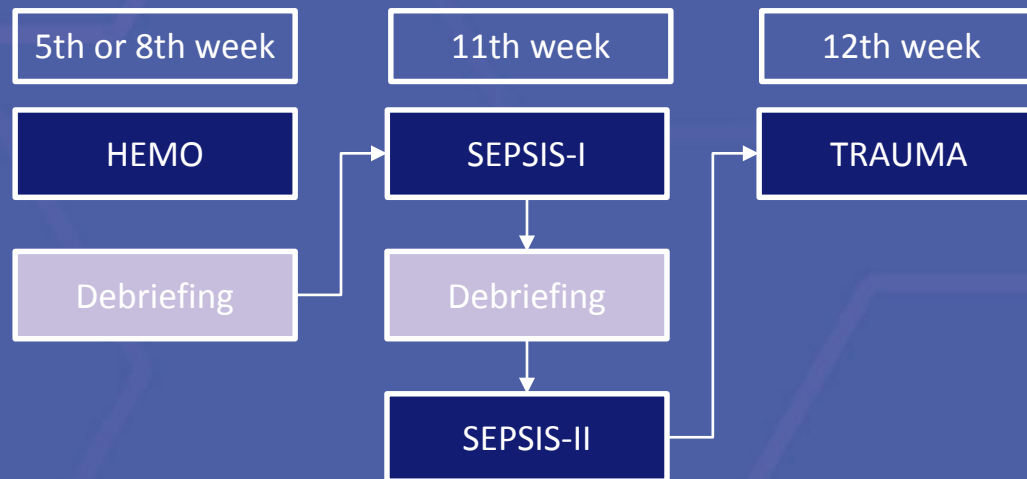 5th or 8th week
11th week
12th week
HEMO
SEPSIS-I
TRAUMA
Debriefing
Debriefing
SEPSIS-II